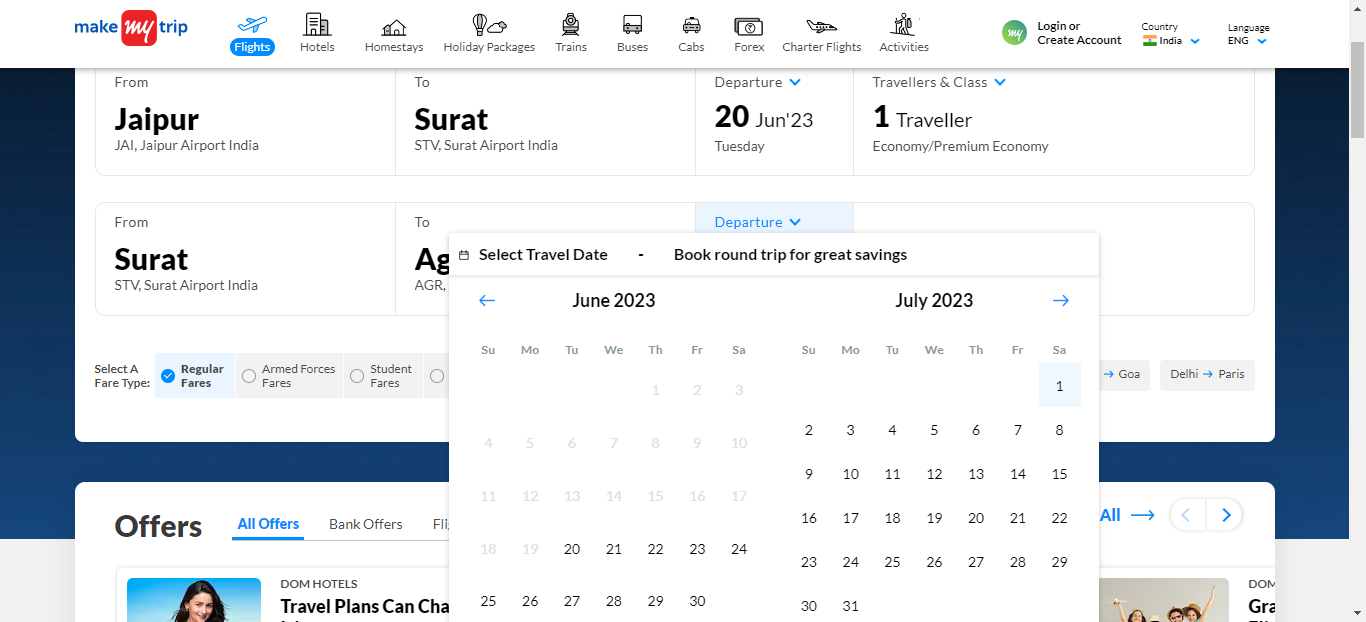 make my trip
Flights
Hotels
Homestays
Holiday Packages
Trains
Buses
Cabs
Forex
Charter Flights
Activities
my
Login or
Create Account
Country
India
Language
ENG
From
Jaipur
JAI, Jaipur Airport India
To
Surat
STV, Surat Airport India
Departure
20 Jun'23
Tuesday
Travellers & Class
1 Traveller
Economy/Premium Economy
From
Surat
STV, Surat Airport India
To
Ag
AGR,
Departure
Select Travel Date - Book round trip for great savings
June 2023
Su Mo Tu We Th Fr Sa
1 2 3
4 5 6 7 8 9 10
11 12 13 14 15 16 17
18 19 20 21 22 23 24
25 26 27 28 29 30
July 2023
Su Mo Tu We Th Fr Sa
1
2 3 4 5 6 7 8
9 10 11 12 13 14 15
16 17 18 19 20 21 22
23 24 25 26 27 28 29
30 31
Select A
Fare Type:
Regular
Fares
Armed Forces
Fares
Student
Fares
→ Goa
Delhi → Paris
Offers
All Offers
Bank Offers
Fli
All
DOM HOTELS
Travel Plans Can Cha
DOM
Gra